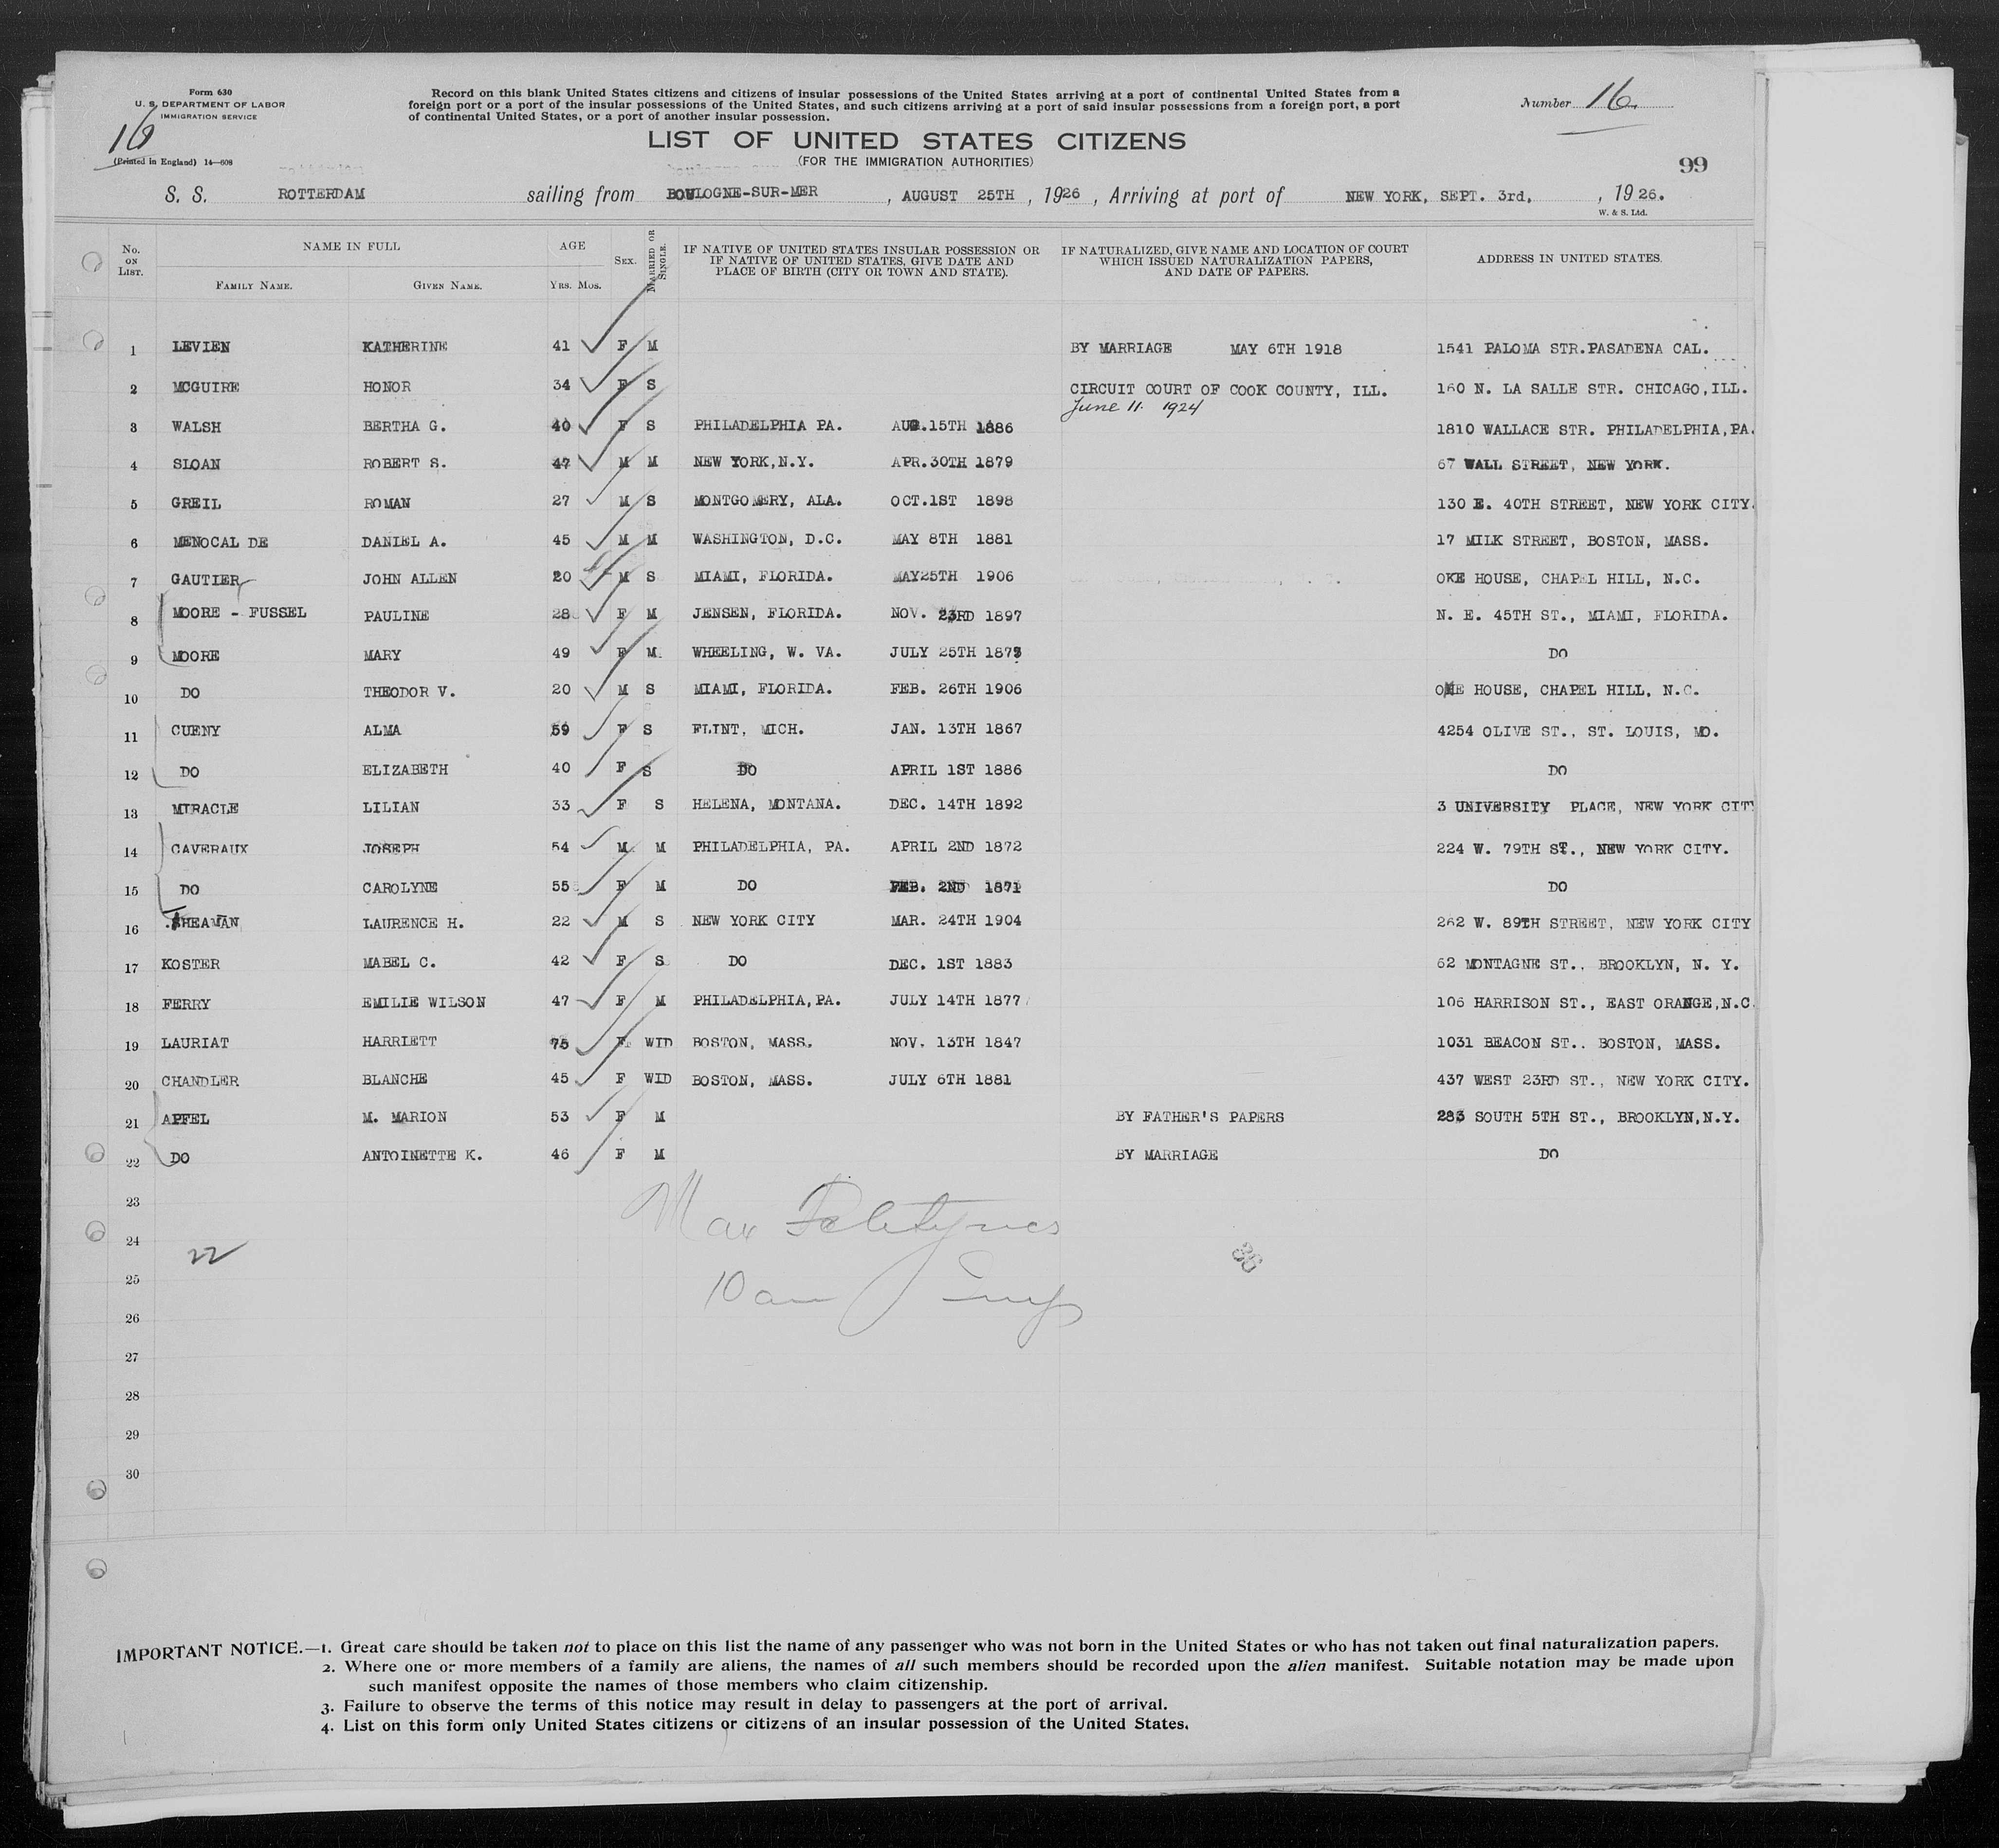 Form 630
U. S. DEPARTMENT OF LABOR
IMMIGRATION SERVICE
16
(Printed in England) 14—608
Record on this blank United States citizens and citizens of insular possessions of the United States arriving at a port of continental United States from a
foreign port or a port of the insular possessions of the United States, and such citizens arriving at a port of said insular possessions from a foreign port, a port
of continental United States, or a port of another insular possession.
Number 16
LIST OF UNITED STATES CITIZENS
(FOR THE IMMIGRATION AUTHORITIES)
99
S. S. ROTTERDAM sailing from BOULOGNE-SUR-MER , AUGUST 25TH , 1926 , Arriving at port of NEW YORK, SEPT. 3rd, , 1926.
W. & S. Ltd.
No. ON LIST. NAME IN FULL FAMILY NAME. GIVEN NAME. AGE YRS. MOS. SEX. MARRIED OR SINGLE. IF NATIVE OF UNITED STATES INSULAR POSSESSION OR IF NATIVE OF UNITED STATES, GIVE DATE AND PLACE OF BIRTH (CITY OR TOWN AND STATE). IF NATURALIZED, GIVE NAME AND LOCATION OF COURT WHICH ISSUED NATURALIZATION PAPERS, AND DATE OF PAPERS. ADDRESS IN UNITED STATES.
1 LEVIEN KATHERINE 41 F M BY MARRIAGE MAY 6TH 1918 1541 PALOMA STR.PASADENA CAL.
2 MCGUIRE HONOR 34 F S CIRCUIT COURT OF COOK COUNTY, ILL. 160 N. LA SALLE STR. CHICAGO,ILL.
June 11. 1924
3 WALSH BERTHA G. 40 F S PHILADELPHIA PA. AUG.15TH 1886 1810 WALLACE STR. PHILADELPHIA,PA.
4 SLOAN ROBERT S. 47 M M NEW YORK,N.Y. APR.30TH 1879 67 WALL STREET, NEW YORK.
5 GREIL ROMAN 27 M S MONTGOMERY, ALA. OCT.1ST 1898 130 E. 40TH STREET, NEW YORK CITY.
6 MENOCAL DE DANIEL A. 45 M M WASHINGTON, D.C. MAY 8TH 1881 17 MILK STREET, BOSTON, MASS.
7 GAUTIER JOHN ALLEN 20 M S MIAMI, FLORIDA. MAY25TH 1906 OKE HOUSE, CHAPEL HILL, N.C.
8 MOORE - FUSSEL PAULINE 28 F M JENSEN, FLORIDA. NOV. 23RD 1897 N. E. 45TH ST., MIAMI, FLORIDA.
9 MOORE MARY 49 F M WHEELING, W. VA. JULY 25TH DO
10 DO THEODOR V. 20 M S MIAMI, FLORIDA. FEB. 26TH 1906 HOUSE, CHAPEL HILL, N.C.
11 CUENY ALMA 59 F S FLINT, MICH. JAN. 13TH 1867 4254 OLIVE ST., ST. LOUIS, MO.
12 DO ELIZABETH 40 F S DO APRIL 1ST 1886 DO
13 MIRACLE LILIAN 33 F S HELENA, MONTANA. DEC. 14TH 1892 3 UNIVERSITY PLACE, NEW YORK CIT
14 CAVERAUX JOSEPH 54 M M PHILADELPHIA, PA. APRIL 2ND 1872 224 W. 79TH ST., NEW YORK CITY.
15 DO CAROLYNE 55 F M DO FEB. 2ND 1871 DO
16 SHEAMAN LAURENCE H. 22 M S NEW YORK CITY MAR. 24TH 1904 262 W. 89TH STREET, NEW YORK CITY
17 KOSTER MABEL C. 42 F S DO DEC. 1ST 1883 62 MONTAGNE ST., BROOKLYN, N. Y.
18 FERRY EMILIE WILSON 47 F M PHILADELPHIA,PA. JULY 14TH 1877 106 HARRISON ST., EAST ORANGE,N.C.
19 LAURIAT HARRIETT 75 F WID BOSTON, MASS. NOV. 13TH 1847 1031 BEACON ST., BOSTON, MASS.
20 CHANDLER BLANCHE 45 F WID BOSTON, MASS. JULY 6TH 1881 437 WEST 23RD ST., NEW YORK CITY.
21 APFEL M. MARION 53 F M BY FATHER'S PAPERS 283 SOUTH 5TH ST., BROOKLYN,N.Y.
22 DO ANTOINETTE K. 46 F M BY MARRIAGE DO
23
24 22
25
26
27
28
29
30
IMPORTANT NOTICE.—1. Great care should be taken not to place on this list the name of any passenger who was not born in the United States or who has not taken out final naturalization papers.
2. Where one or more members of a family are aliens, the names of all such members should be recorded upon the alien manifest. Suitable notation may be made upon
such manifest opposite the names of those members who claim citizenship.
3. Failure to observe the terms of this notice may result in delay to passengers at the port of arrival.
4. List on this form only United States citizens or citizens of an insular possession of the United States.